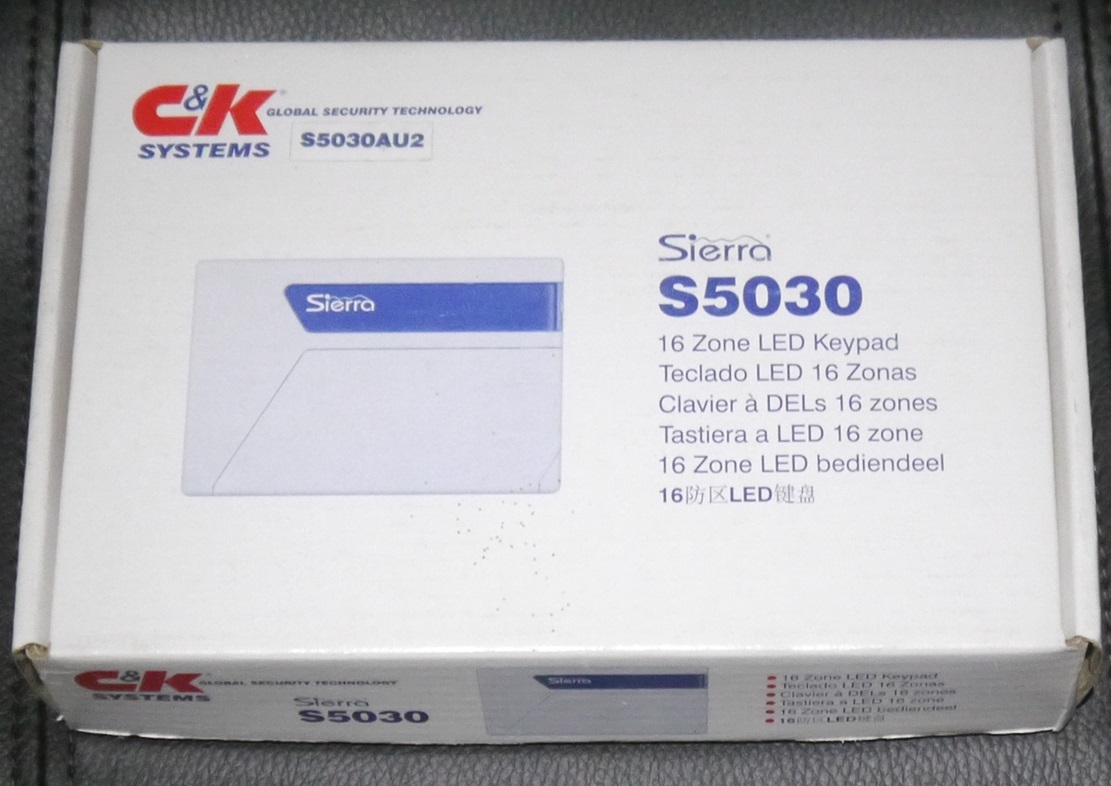 C&K
GLOBAL SECURITY TECHNOLOGY
SYSTEMS
S5030AU2
Sierra
Sierra
S5030
16 Zone LED Keypad
Teclado LED 16 Zonas
Clavier à DELs 16 zones
Tastiera a LED 16 zone
16 Zone LED bediendeel
16防区LED键盘
C&K
GLOBAL SECURITY TECHNOLOGY
SYSTEMS
Sierra
S5030
Sierra
16 Zone LED Keypad
Teclado LED 16 Zonas
Clavier à DELs 16 zones
Tastiera a LED 16 zone
16 Zone LED bediendeel
16防区LED键盘